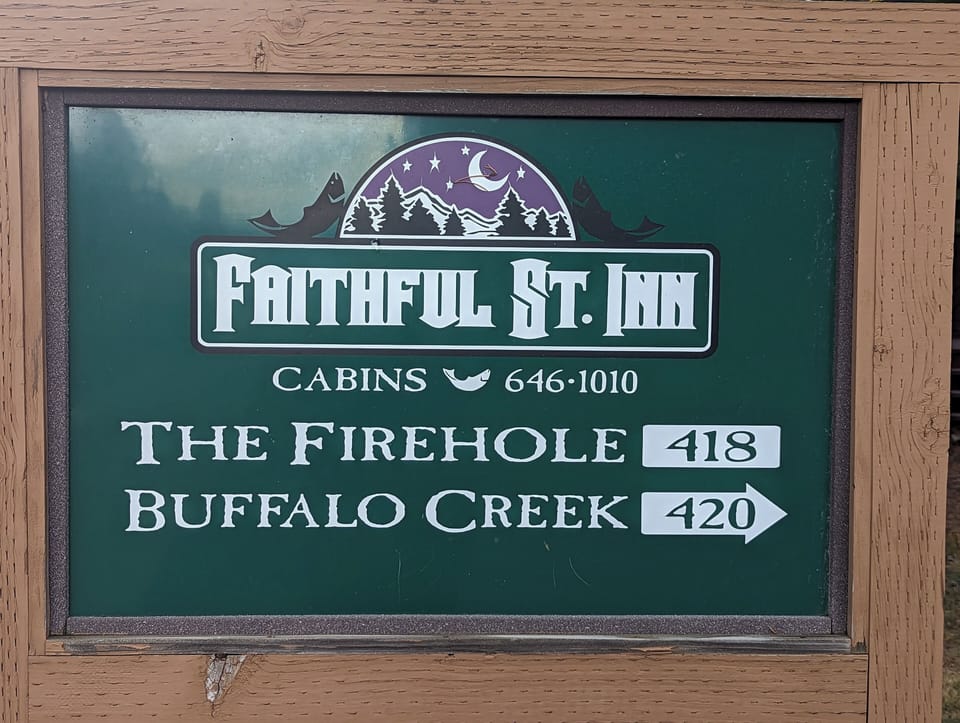 FAITHFUL ST. INN
CABINS 646·1010
THE FIREHOLE 418
BUFFALO CREEK 420